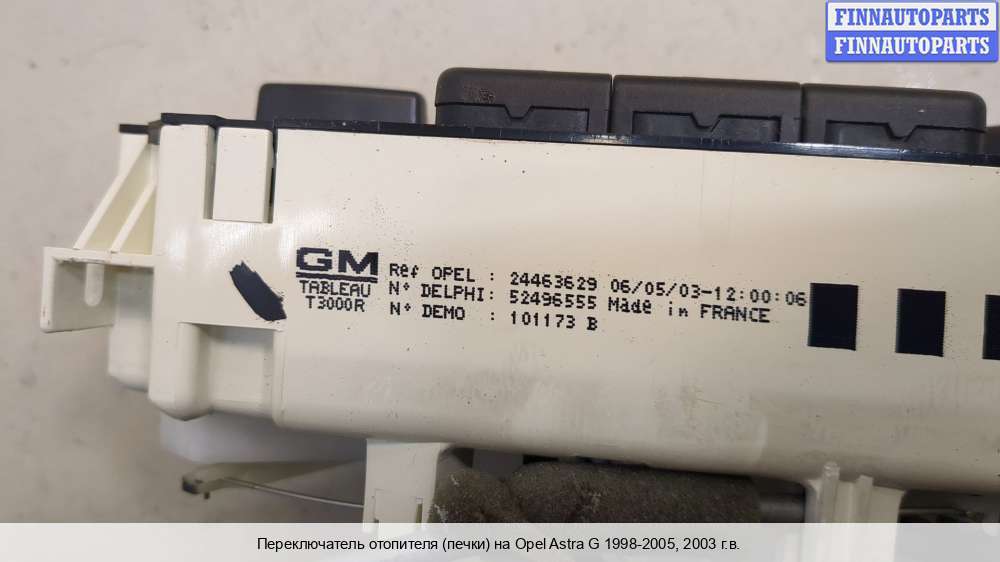 FINNAUTOPARTS
FINNAUTOPARTS
GM
TABLEAU
T3000R
Réf OPEL : 24463629 06/05/03-12:00:06
N° DELPHI: 52496555 Made in FRANCE
N° DEMO : 101173 B
Переключатель отопителя (печки) на Opel Astra G 1998-2005, 2003 г.в.